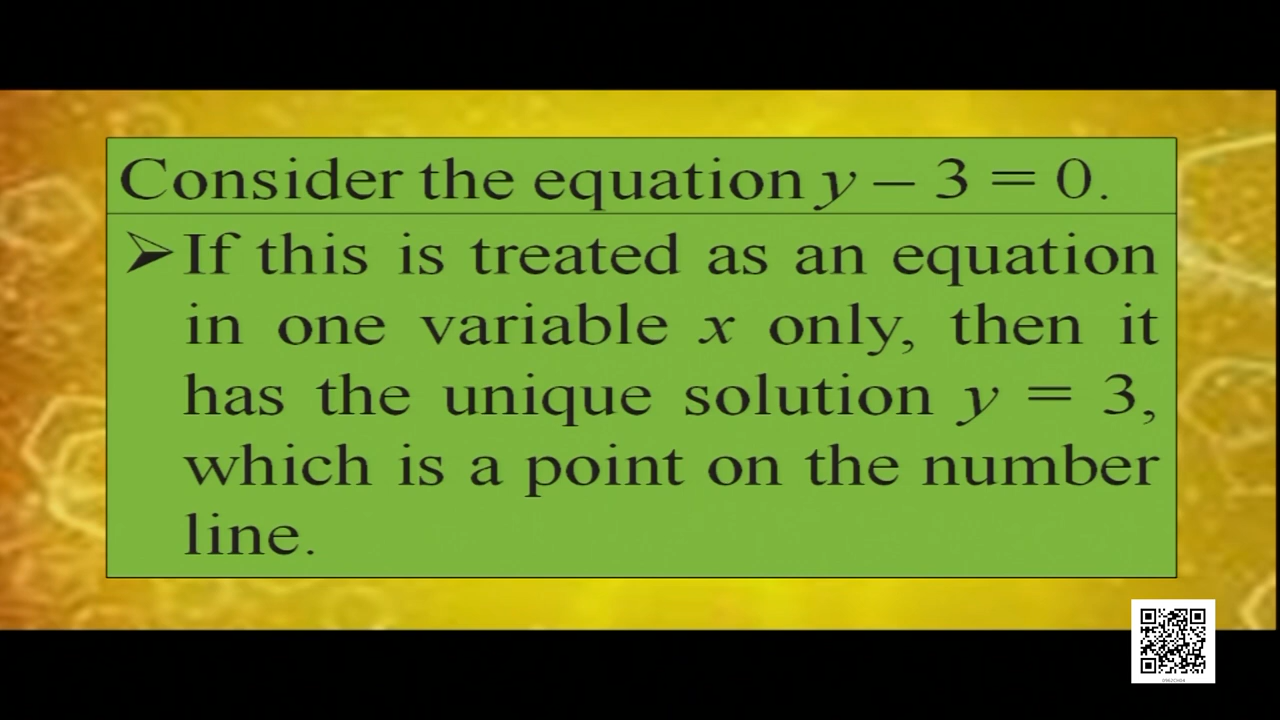 Consider the equation y – 3 = 0.
➢If this is treated as an equation
in one variable x only, then it
has the unique solution y = 3,
which is a point on the number
line.